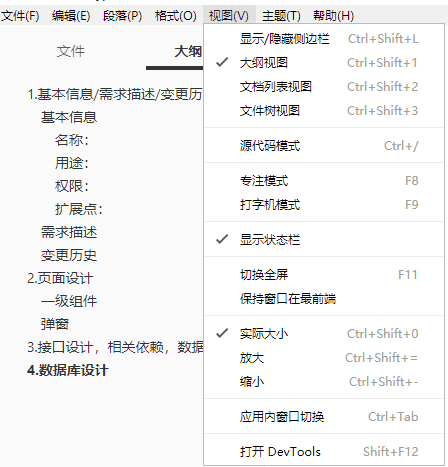 文件(F) 编辑(E) 段落(P) 格式(O) 视图(V) 主题(T) 帮助(H)
文件 大纲
1.基本信息/需求描述/变更历
基本信息
名称：
用途：
权限：
扩展点：
需求描述
变更历史
2.页面设计
一级组件
弹窗
3.接口设计，相关依赖，数据
4.数据库设计
显示/隐藏侧边栏 Ctrl+Shift+L
大纲视图 Ctrl+Shift+1
文档列表视图 Ctrl+Shift+2
文件树视图 Ctrl+Shift+3
源代码模式 Ctrl+/
专注模式 F8
打字机模式 F9
显示状态栏
切换全屏 F11
保持窗口在最前端
实际大小 Ctrl+Shift+0
放大 Ctrl+Shift+=
缩小 Ctrl+Shift+-
应用内窗口切换 Ctrl+Tab
打开 DevTools Shift+F12